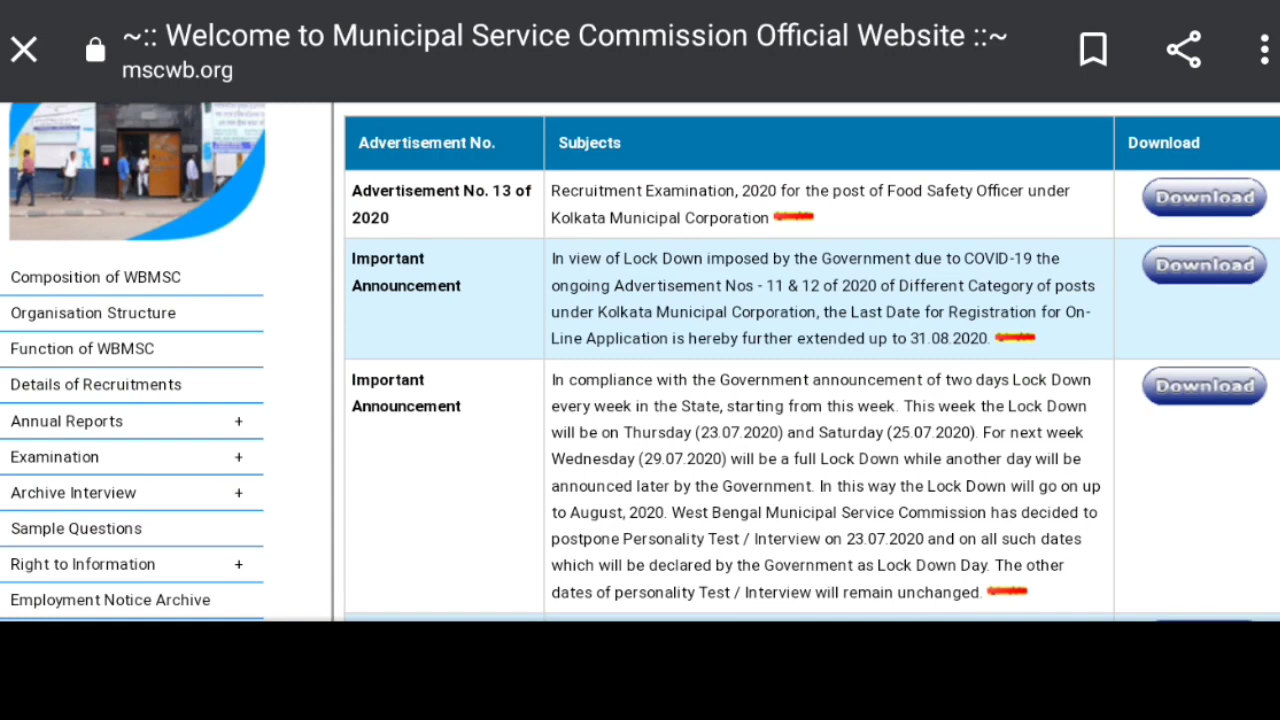 ~:: Welcome to Municipal Service Commission Official Website ::~
mscwb.org
Composition of WBMSC
Organisation Structure
Function of WBMSC
Details of Recruitments
Annual Reports +
Examination +
Archive Interview +
Sample Questions
Right to Information +
Employment Notice Archive
Advertisement No. Subjects Download
Advertisement No. 13 of
2020
Recruitment Examination, 2020 for the post of Food Safety Officer under
Kolkata Municipal Corporation
Download
Important
Announcement
In view of Lock Down imposed by the Government due to COVID-19 the
ongoing Advertisement Nos - 11 & 12 of 2020 of Different Category of posts
under Kolkata Municipal Corporation, the Last Date for Registration for On-
Line Application is hereby further extended up to 31.08.2020.
Download
Important
Announcement
In compliance with the Government announcement of two days Lock Down
every week in the State, starting from this week. This week the Lock Down
will be on Thursday (23.07.2020) and Saturday (25.07.2020). For next week
Wednesday (29.07.2020) will be a full Lock Down while another day will be
announced later by the Government. In this way the Lock Down will go on up
to August, 2020. West Bengal Municipal Service Commission has decided to
postpone Personality Test / Interview on 23.07.2020 and on all such dates
which will be declared by the Government as Lock Down Day. The other
dates of personality Test / Interview will remain unchanged.
Download